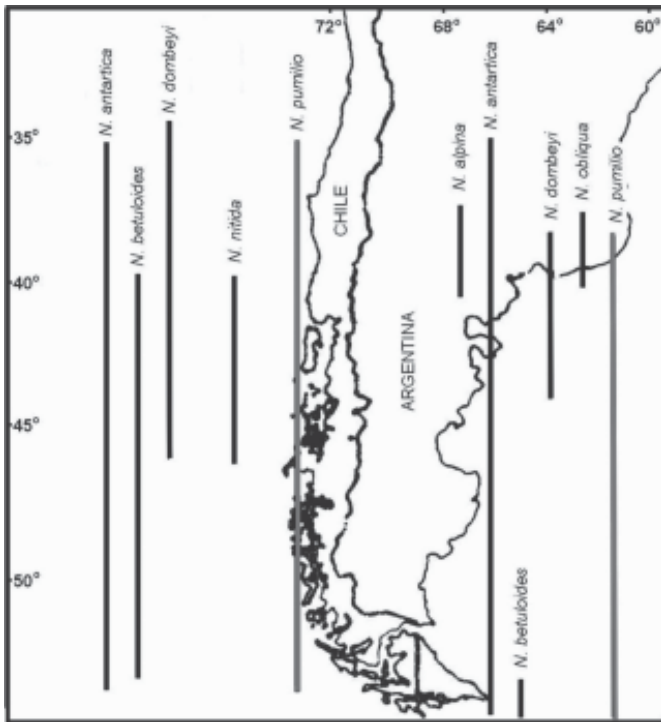 72°
68°
64°
60°
35°
40°
45°
50°
N. antartica
N. betuloides
N. dombeyi
N. nitida
N. pumilio
CHILE
ARGENTINA
N. alpina
N. antartica
N. betuloides
N. dombeyi
N. obliqua
N. pumilio